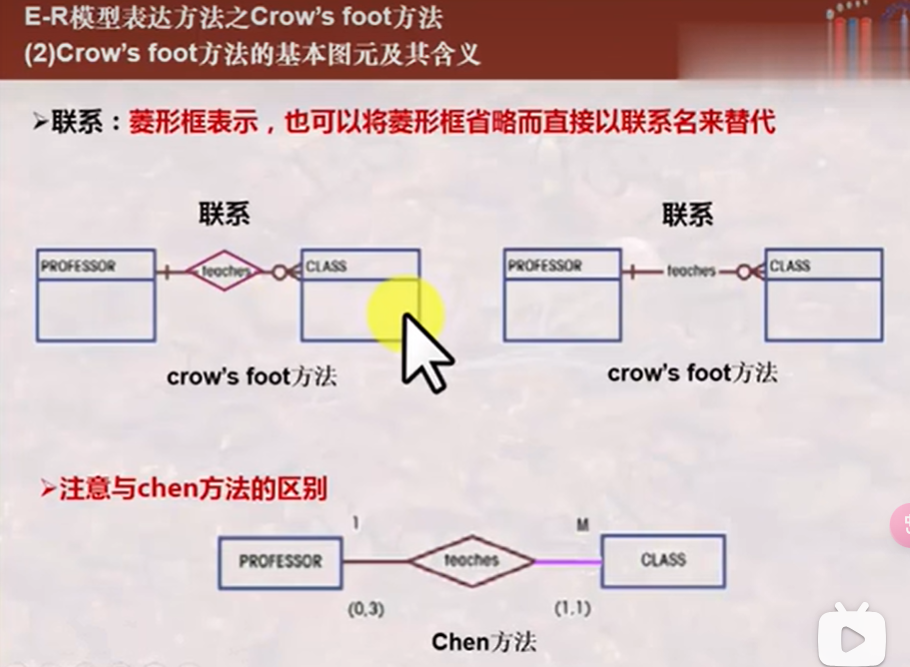 E-R模型表达方法之Crow's foot方法
(2)Crow's foot方法的基本图元及其含义
➢联系：菱形框表示，也可以将菱形框省略而直接以联系名来替代
联系
联系
PROFESSOR teaches CLASS
PROFESSOR teaches CLASS
crow's foot方法
crow's foot方法
➢注意与chen方法的区别
1 M
PROFESSOR teaches CLASS
(0,3) (1.1)
Chen方法